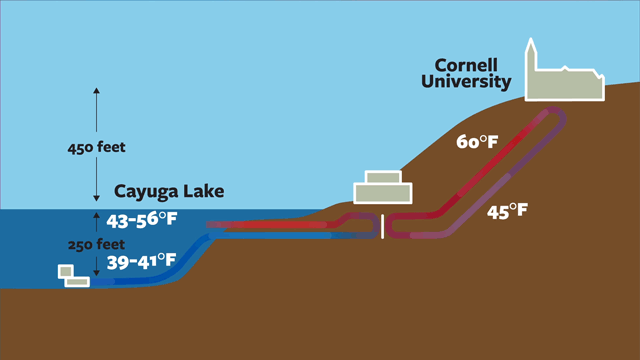 Cornell
University
450 feet
60°F
Cayuga Lake
43-56°F
45°F
250 feet
39-41°F